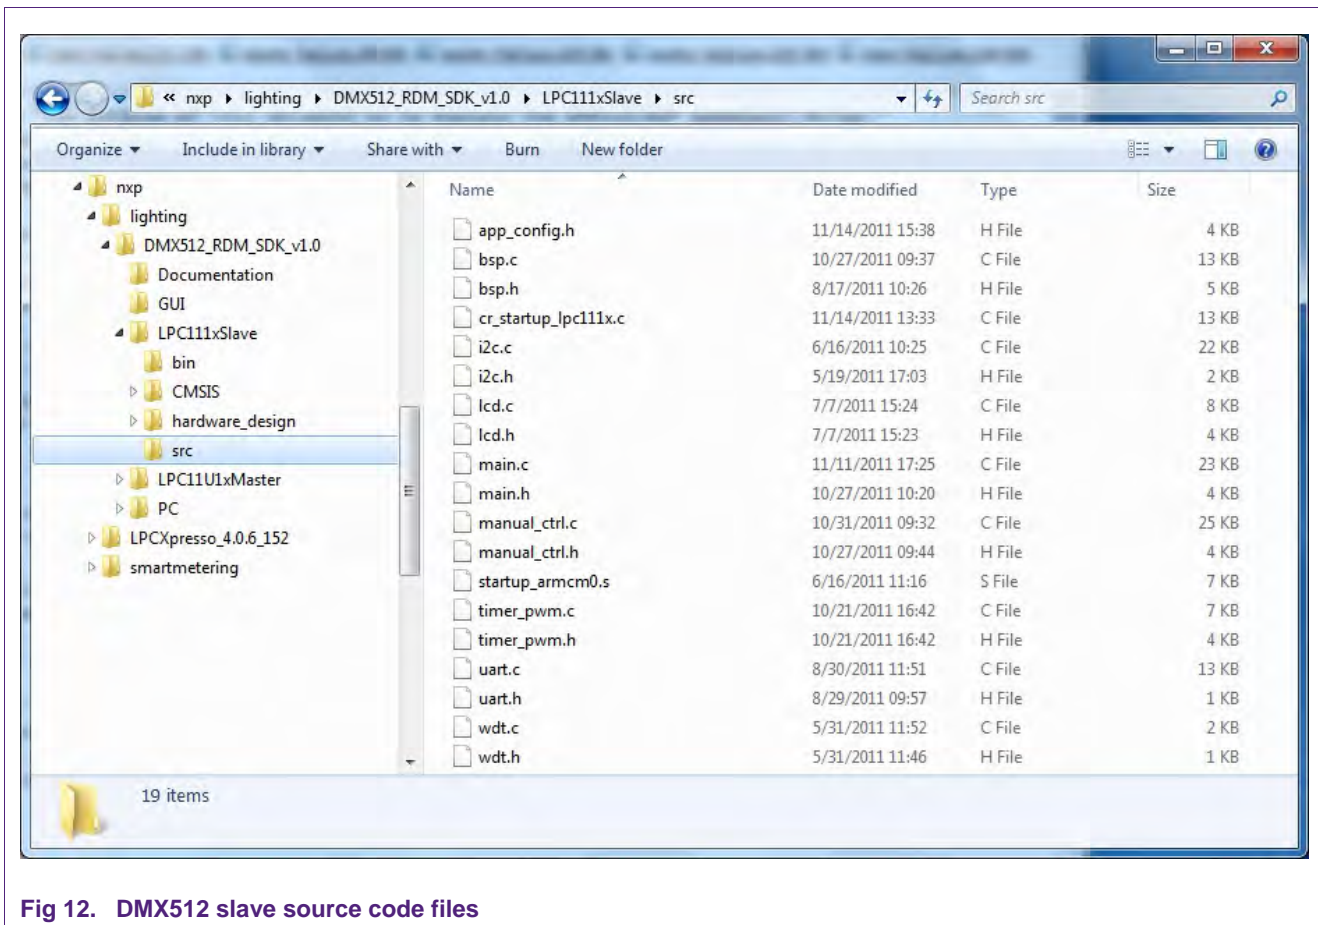 « nxp ▸ lighting ▸ DMX512_RDM_SDK_v1.0 ▸ LPC111xSlave ▸ src Search src
Organize Include in library Share with Burn New folder
nxp
lighting
DMX512_RDM_SDK_v1.0
Documentation
GUI
LPC111xSlave
bin
CMSIS
hardware_design
src
LPC11U1xMaster
PC
LPCXpresso_4.0.6_152
smartmetering
Name Date modified Type Size
app_config.h 11/14/2011 15:38 H File 4 KB
bsp.c 10/27/2011 09:37 C File 13 KB
bsp.h 8/17/2011 10:26 H File 5 KB
cr_startup_lpc111x.c 11/14/2011 13:33 C File 13 KB
i2c.c 6/16/2011 10:25 C File 22 KB
i2c.h 5/19/2011 17:03 H File 2 KB
lcd.c 7/7/2011 15:24 C File 8 KB
lcd.h 7/7/2011 15:23 H File 4 KB
main.c 11/11/2011 17:25 C File 23 KB
main.h 10/27/2011 10:20 H File 4 KB
manual_ctrl.c 10/31/2011 09:32 C File 25 KB
manual_ctrl.h 10/27/2011 09:44 H File 4 KB
startup_armcm0.s 6/16/2011 11:16 S File 7 KB
timer_pwm.c 10/21/2011 16:42 C File 7 KB
timer_pwm.h 10/21/2011 16:42 H File 4 KB
uart.c 8/30/2011 11:51 C File 13 KB
uart.h 8/29/2011 09:57 H File 1 KB
wdt.c 5/31/2011 11:52 C File 2 KB
wdt.h 5/31/2011 11:46 H File 1 KB
19 items
Fig 12. DMX512 slave source code files